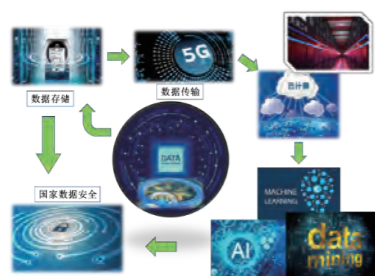 5G
数据存储
数据传输
云计算
DATA
MACHINE
LEARNING
国家数据安全
AI
data
mining